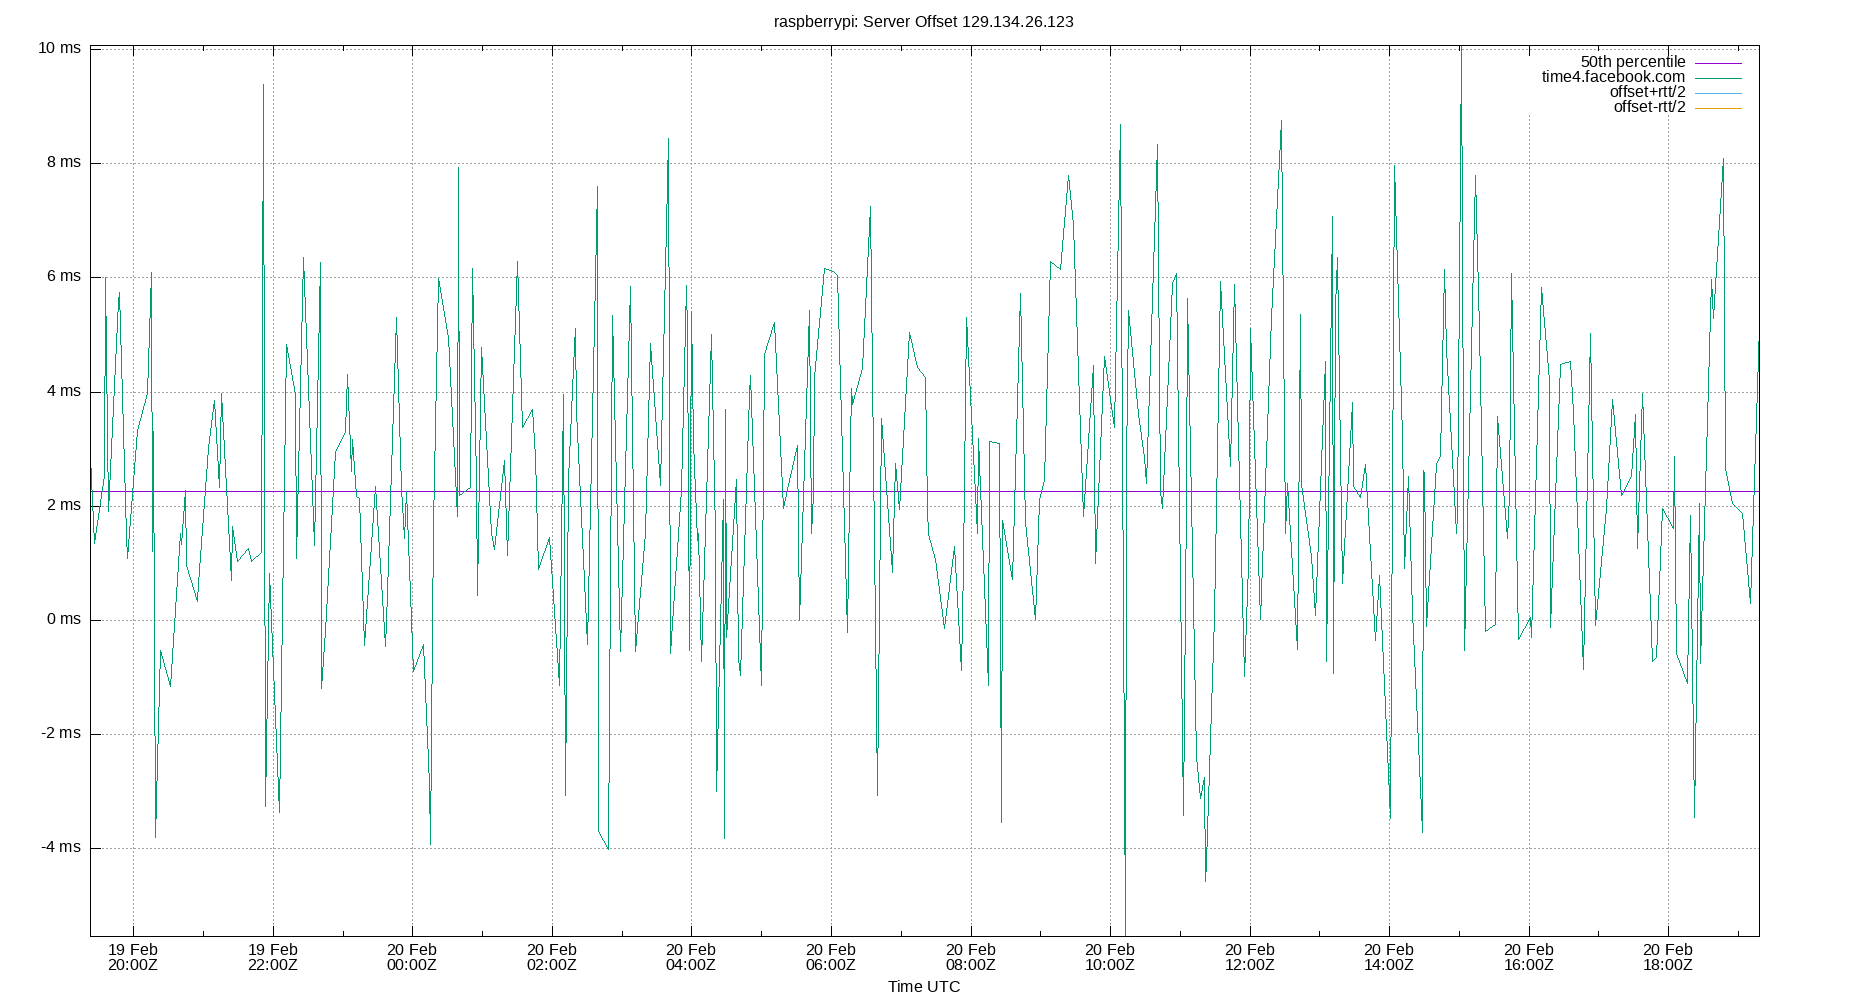 raspberrypi: Server Offset 129.134.26.123
10 ms
8 ms
6 ms
4 ms
2 ms
0 ms
-2 ms
-4 ms
50th percentile
time4.facebook.com
offset+rtt/2
offset-rtt/2
19 Feb 19 Feb 20 Feb 20 Feb 20 Feb 20 Feb 20 Feb 20 Feb 20 Feb 20 Feb 20 Feb 20 Feb
20:00Z 22:00Z 00:00Z 02:00Z 04:00Z 06:00Z 08:00Z 10:00Z 12:00Z 14:00Z 16:00Z 18:00Z
Time UTC